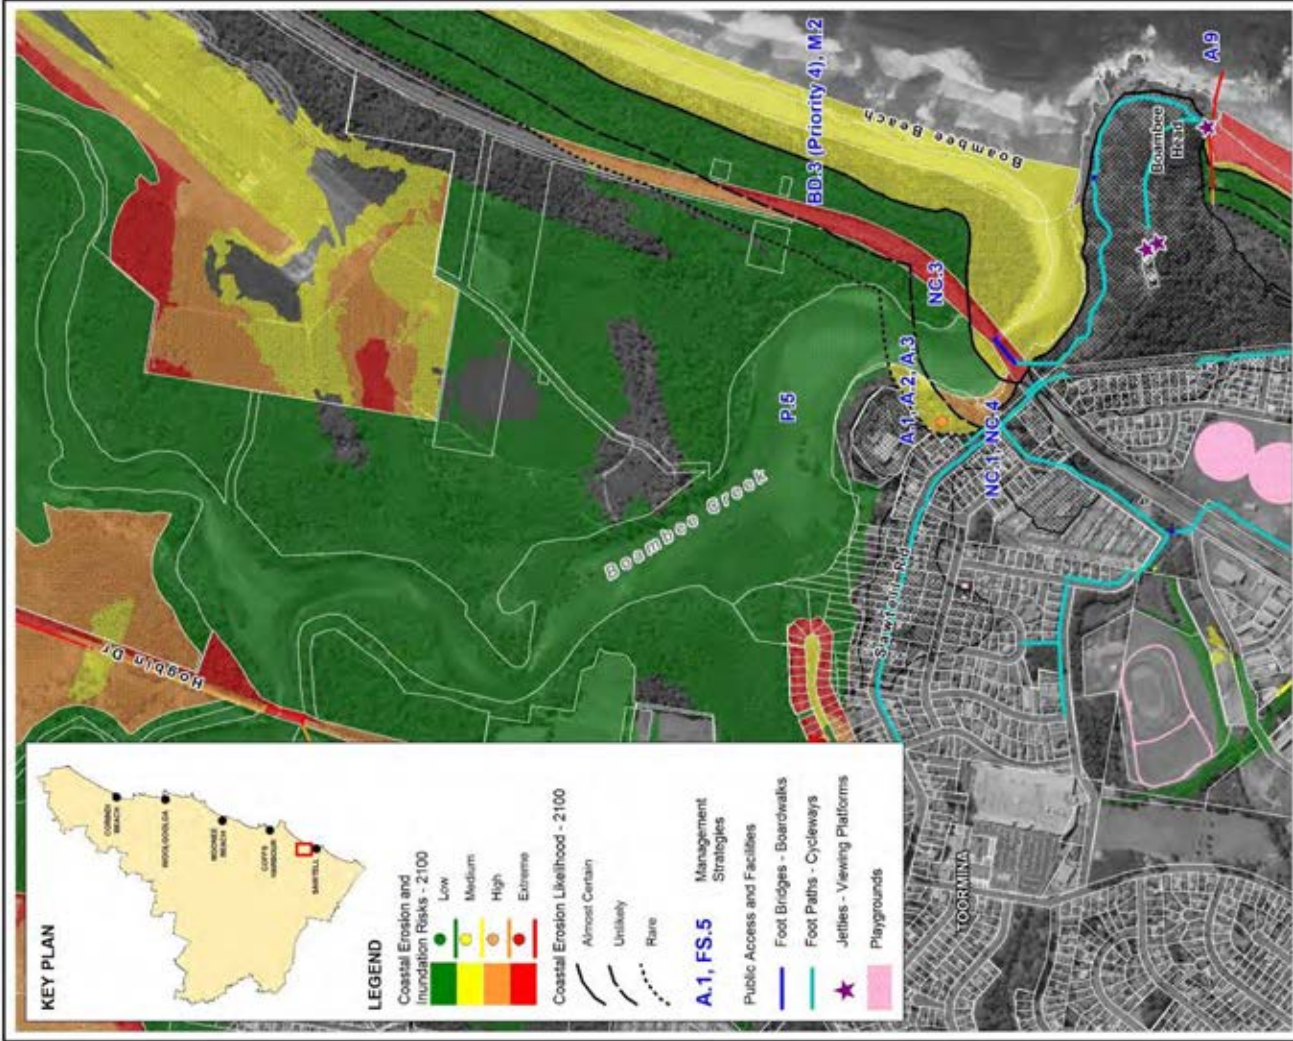 BD.3 (Priority 4), M.2
A.9
Boambee Beach
Boambee
Head
NC.3
A.1, A.2, A.3
P.5
NC.1, NC.4
Boambee Creek
Sawtell Rd
Hogbin Dr
TOORMINA
KEY PLAN
CORINDI
BEACH
WOOLGOOLGA
MOONEE
BEACH
COFFS
HARBOUR
SAWTELL
LEGEND
Coastal Erosion and
Inundation Risks - 2100
Low
Medium
High
Extreme
Coastal Erosion Likelihood - 2100
Almost Certain
Unlikely
Rare
A.1, FS.5
Management
Strategies
Public Access and Facilities
Foot Bridges - Boardwalks
Foot Paths - Cycleways
Jetties - Viewing Platforms
Playgrounds